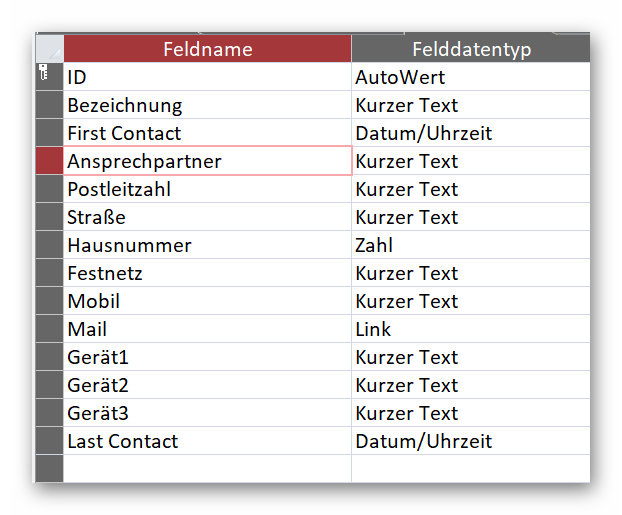 Feldname Felddatentyp
ID AutoWert
Bezeichnung Kurzer Text
First Contact Datum/Uhrzeit
Ansprechpartner Kurzer Text
Postleitzahl Kurzer Text
Straße Kurzer Text
Hausnummer Zahl
Festnetz Kurzer Text
Mobil Kurzer Text
Mail Link
Gerät1 Kurzer Text
Gerät2 Kurzer Text
Gerät3 Kurzer Text
Last Contact Datum/Uhrzeit